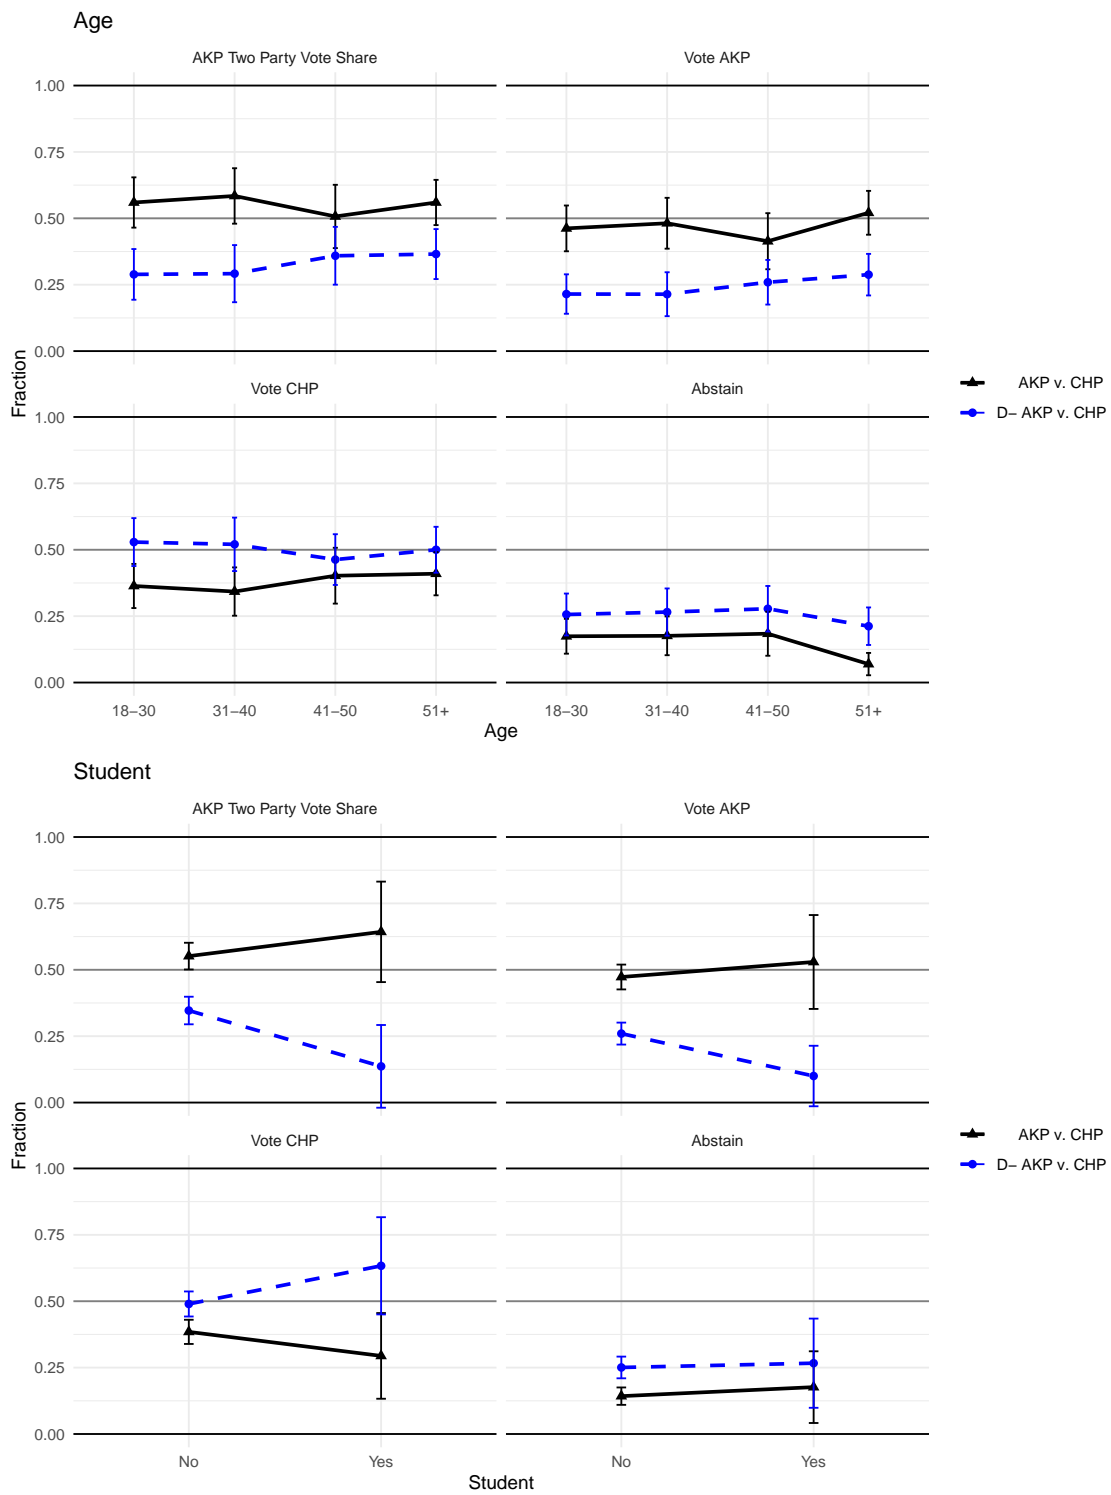 Age
AKP Two Party Vote Share
Vote AKP
1.00
0.75
0.50
0.25
0.00
Vote CHP
Abstain
1.00
0.75
0.50
0.25
0.00
18−30
31−40
41−50
51+
18−30
31−40
41−50
51+
Age
Fraction
AKP v. CHP
D− AKP v. CHP
Student
AKP Two Party Vote Share
Vote AKP
1.00
0.75
0.50
0.25
0.00
Vote CHP
Abstain
1.00
0.75
0.50
0.25
0.00
No
Yes
No
Yes
Student
Fraction
AKP v. CHP
D− AKP v. CHP